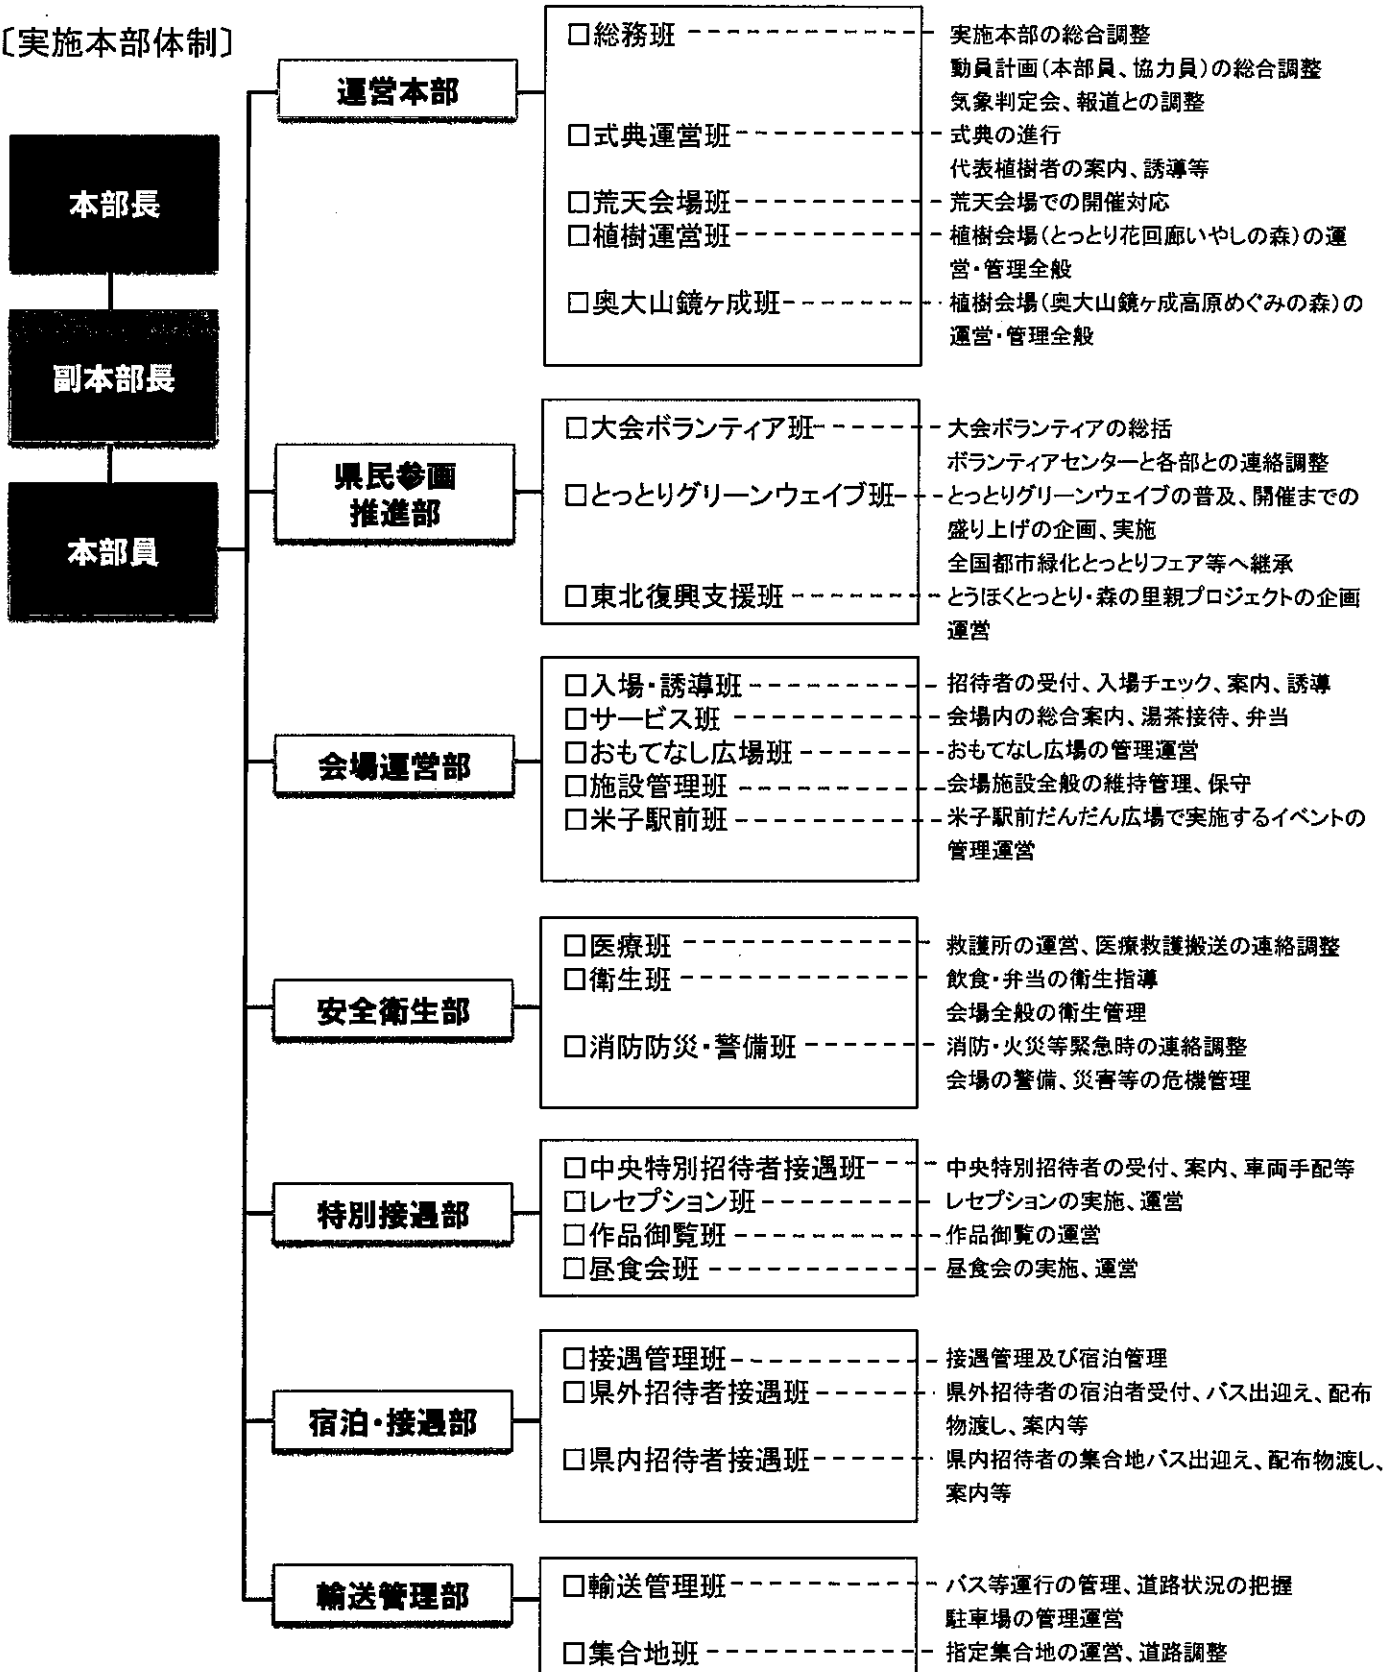 〔実施本部体制〕
本部長
副本部長
本部員
運営本部
□総務班
実施本部の総合調整
動員計画(本部員、協力員)の総合調整
気象判定会、報道との調整
□式典運営班
式典の進行
代表植樹者の案内、誘導等
□荒天会場班
荒天会場での開催対応
□植樹運営班
植樹会場(とっとり花回廊いやしの森)の運
営・管理全般
□奥大山鏡ヶ成班
植樹会場(奥大山鏡ヶ成高原めぐみの森)の
運営・管理全般
県民参画
推進部
□大会ボランティア班
大会ボランティアの総括
ボランティアセンターと各部との連絡調整
□とっとりグリーンウェイブ班
とっとりグリーンウェイブの普及、開催までの
盛り上げの企画、実施
全国都市緑化とっとりフェア等へ継承
□東北復興支援班
とうほくとっとり・森の里親プロジェクトの企画
運営
会場運営部
□入場・誘導班
招待者の受付、入場チェック、案内、誘導
□サービス班
会場内の総合案内、湯茶接待、弁当
□おもてなし広場班
おもてなし広場の管理運営
□施設管理班
会場施設全般の維持管理、保守
□米子駅前班
米子駅前だんだん広場で実施するイベントの
管理運営
安全衛生部
□医療班
救護所の運営、医療救護搬送の連絡調整
□衛生班
飲食・弁当の衛生指導
会場全般の衛生管理
□消防防災・警備班
消防・火災等緊急時の連絡調整
会場の警備、災害等の危機管理
特別接遇部
□中央特別招待者接遇班
中央特別招待者の受付、案内、車両手配等
□レセプション班
レセプションの実施、運営
□作品御覧班
作品御覧の運営
□昼食会班
昼食会の実施、運営
宿泊・接遇部
□接遇管理班
接遇管理及び宿泊管理
□県外招待者接遇班
県外招待者の宿泊者受付、バス出迎え、配布
物渡し、案内等
□県内招待者接遇班
県内招待者の集合地バス出迎え、配布物渡し、
案内等
輸送管理部
□輸送管理班
バス等運行の管理、道路状況の把握
駐車場の管理運営
□集合地班
指定集合地の運営、道路調整